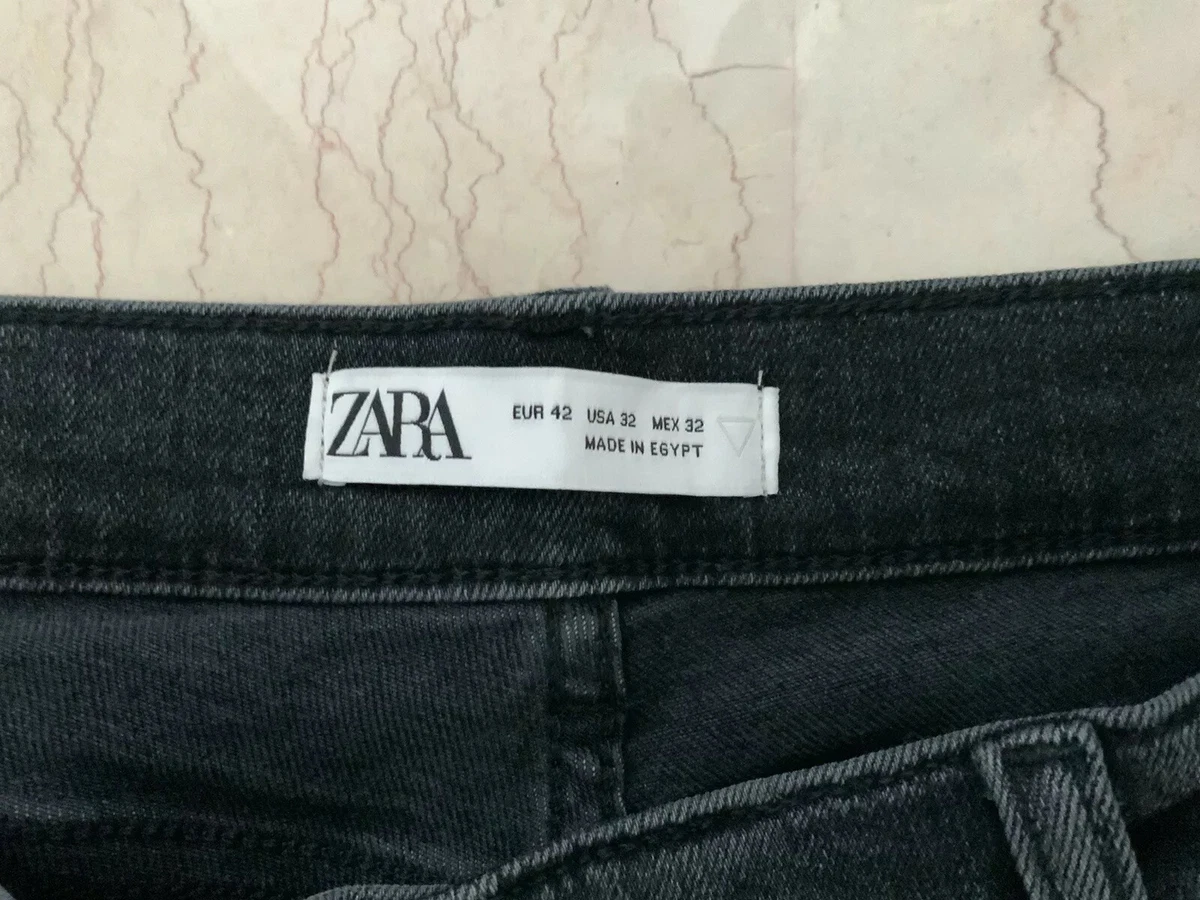 ZARA
EUR 42 USA 32 MEX 32
MADE IN EGYPT